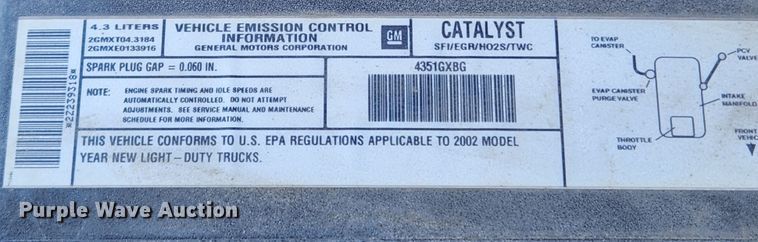 *22239318*
4.3 LITERS
2GMXT04.3184
2GMXE0133916
VEHICLE EMISSION CONTROL
INFORMATION
GENERAL MOTORS CORPORATION
GM
CATALYST
SFI/EGR/HO2S/TWC
SPARK PLUG GAP = 0.060 IN.
4351GXBG
NOTE: ENGINE SPARK TIMING AND IDLE SPEEDS ARE
AUTOMATICALLY CONTROLLED. DO NOT ATTEMPT
ADJUSTMENTS. SEE SERVICE MANUAL AND MAINTENANCE
SCHEDULE FOR MORE INFORMATION.
THIS VEHICLE CONFORMS TO U.S. EPA REGULATIONS APPLICABLE TO 2002 MODEL
YEAR NEW LIGHT-DUTY TRUCKS.
TO EVAP
CANISTER
PCV
VALVE
EVAP CANISTER
PURGE VALVE
INTAKE
MANIFOLD
THROTTLE
BODY
FRONT
VEHIC
Purple Wave Auction